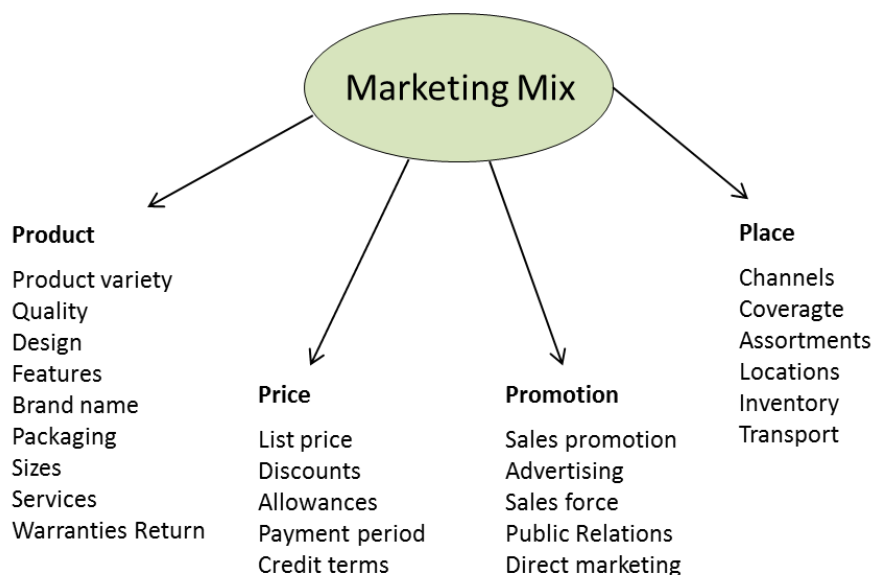 Marketing Mix
Product
Product variety
Quality
Design
Features
Brand name
Packaging
Sizes
Services
Warranties Return
Price
List price
Discounts
Allowances
Payment period
Credit terms
Promotion
Sales promotion
Advertising
Sales force
Public Relations
Direct marketing
Place
Channels
Coveragte
Assortments
Locations
Inventory
Transport